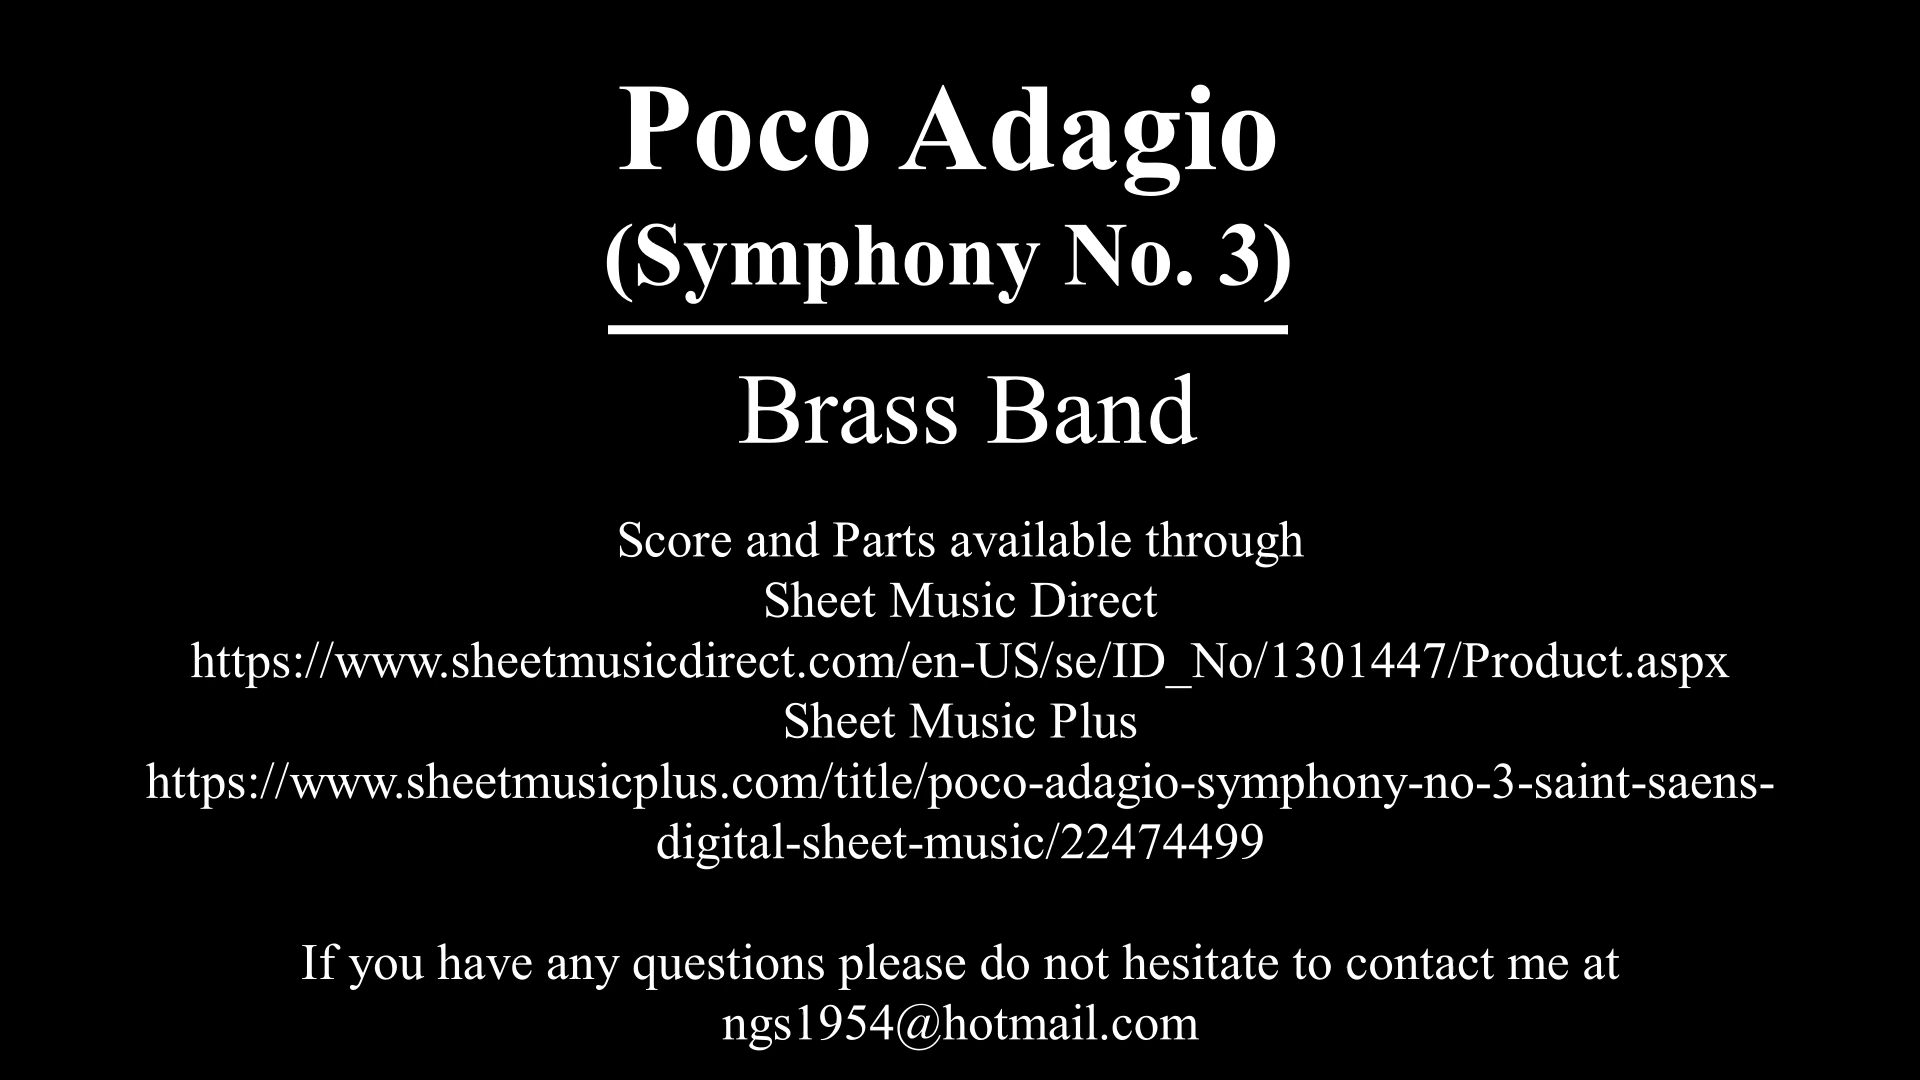 Poco Adagio
(Symphony No. 3)
Brass Band
Score and Parts available through
Sheet Music Direct
https://www.sheetmusicdirect.com/en-US/se/ID_No/1301447/Product.aspx
Sheet Music Plus
https://www.sheetmusicplus.com/title/poco-adagio-symphony-no-3-saint-saens-
digital-sheet-music/22474499
If you have any questions please do not hesitate to contact me at
ngs1954@hotmail.com